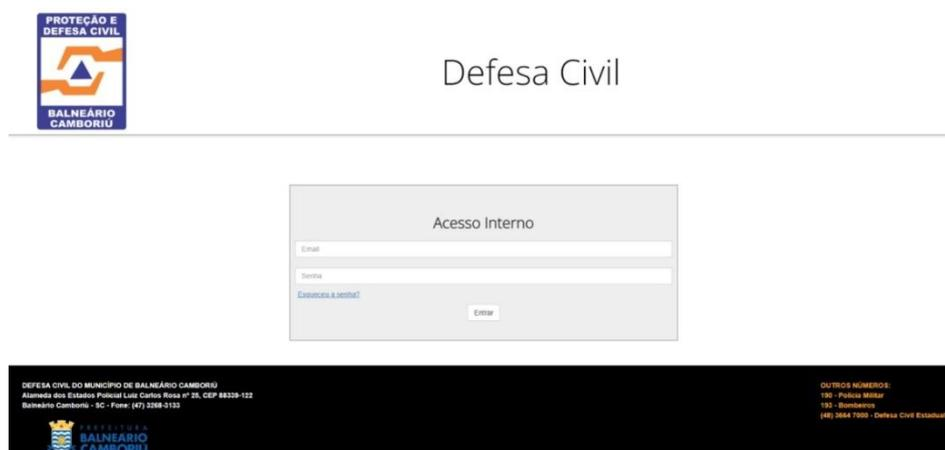 PROTEÇÃO E
DEFESA CIVIL
BALNEÁRIO
CAMBORIÚ
Defesa Civil
Acesso Interno
Email
Senha
Esqueceu a senha?
Entrar
DEFESA CIVIL DO MUNICÍPIO DE BALNEÁRIO CAMBORIÚ
Alameda dos Estados Policial Luiz Carlos Rosa nº 25, CEP 88339-122
Balneário Camboriú - SC - Fone: (47) 3268-3133
PREFEITURA
BALNEÁRIO
CAMBORIÚ
OUTROS NÚMEROS:
190 - Polícia Militar
193 - Bombeiros
(48) 3664 7000 - Defesa Civil Estadual